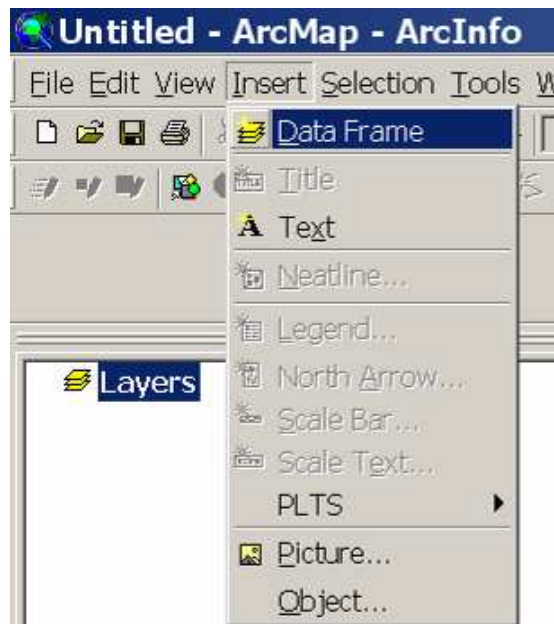 Untitled - ArcMap - ArcInfo
File Edit View Insert Selection Tools
Data Frame
Title
Text
Neatline...
Legend...
Layers
North Arrow...
Scale Bar...
Scale Text...
PLTS
Picture...
Object...